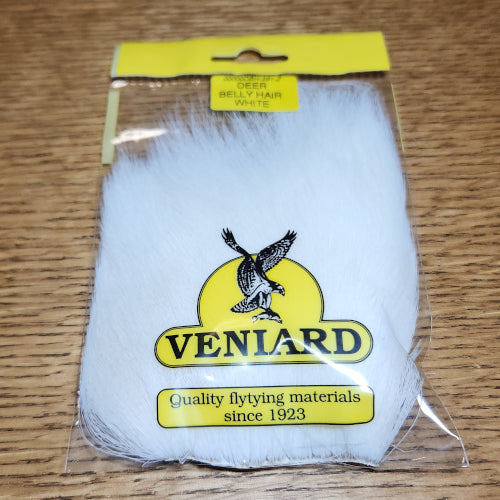 DEER
BELLY HAIR
WHITE
VENIARD
Quality flytying materials
since 1923